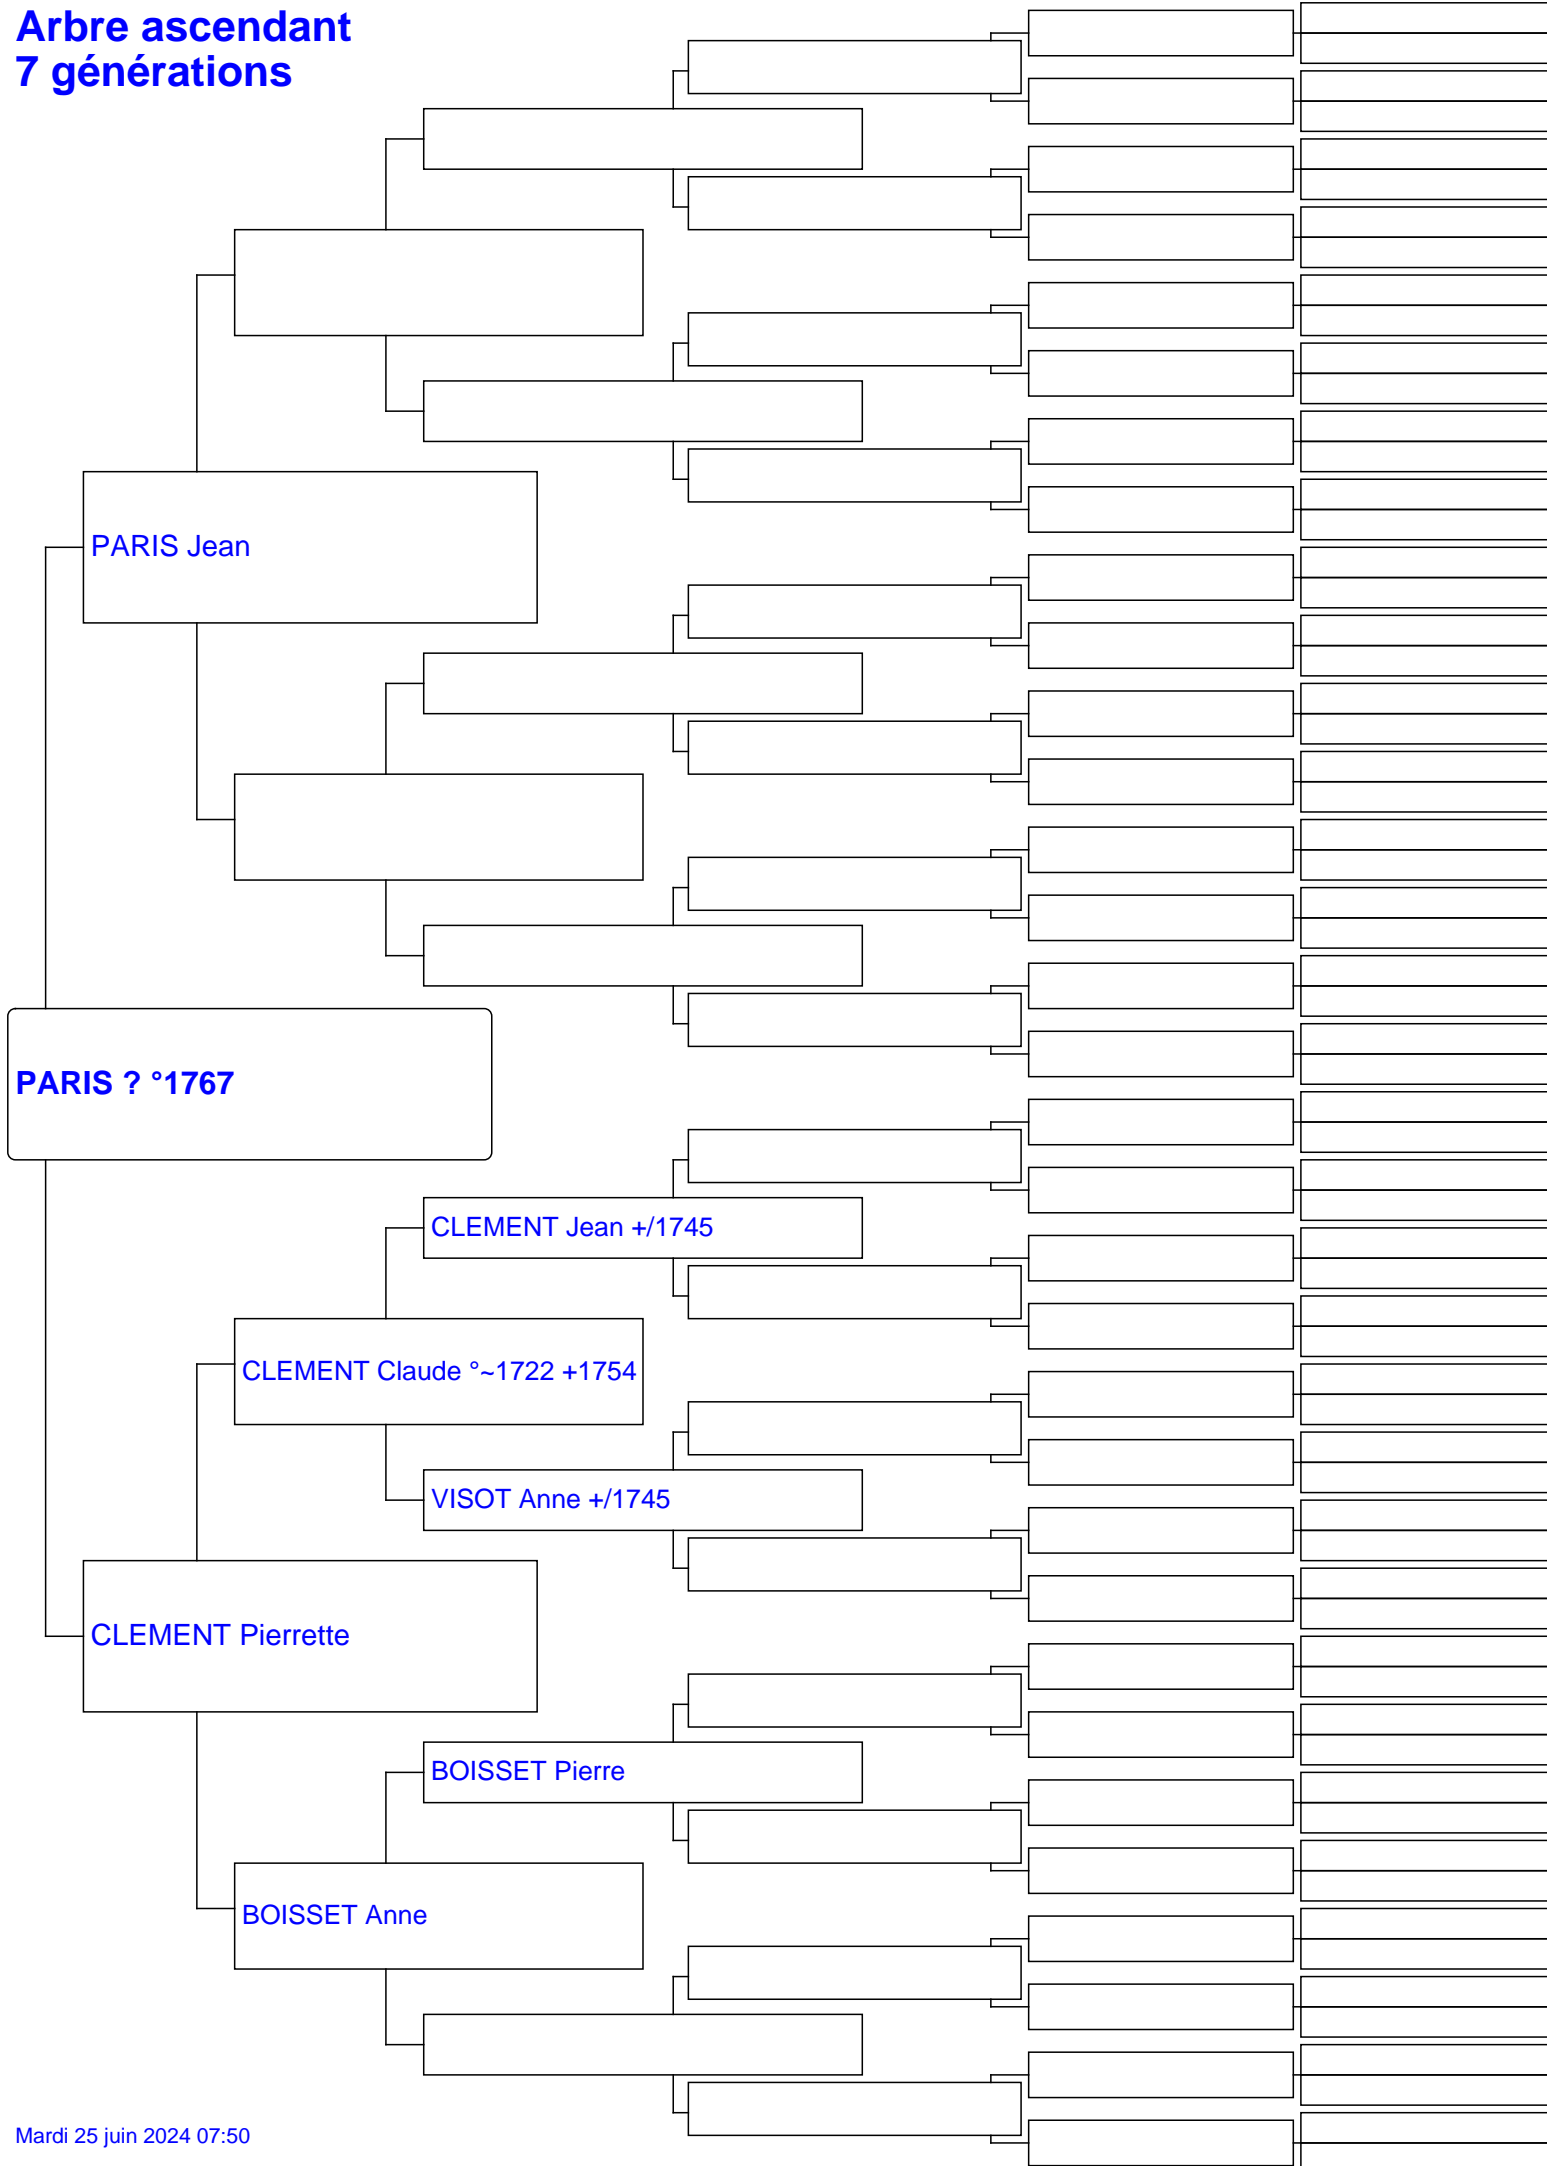 Arbre ascendant
7 générations
PARIS Jean
PARIS ? °1767
CLEMENT Jean +/1745
CLEMENT Claude °~1722 +1754
VISOT Anne +/1745
CLEMENT Pierrette
BOISSET Pierre
BOISSET Anne
Mardi 25 juin 2024 07:50